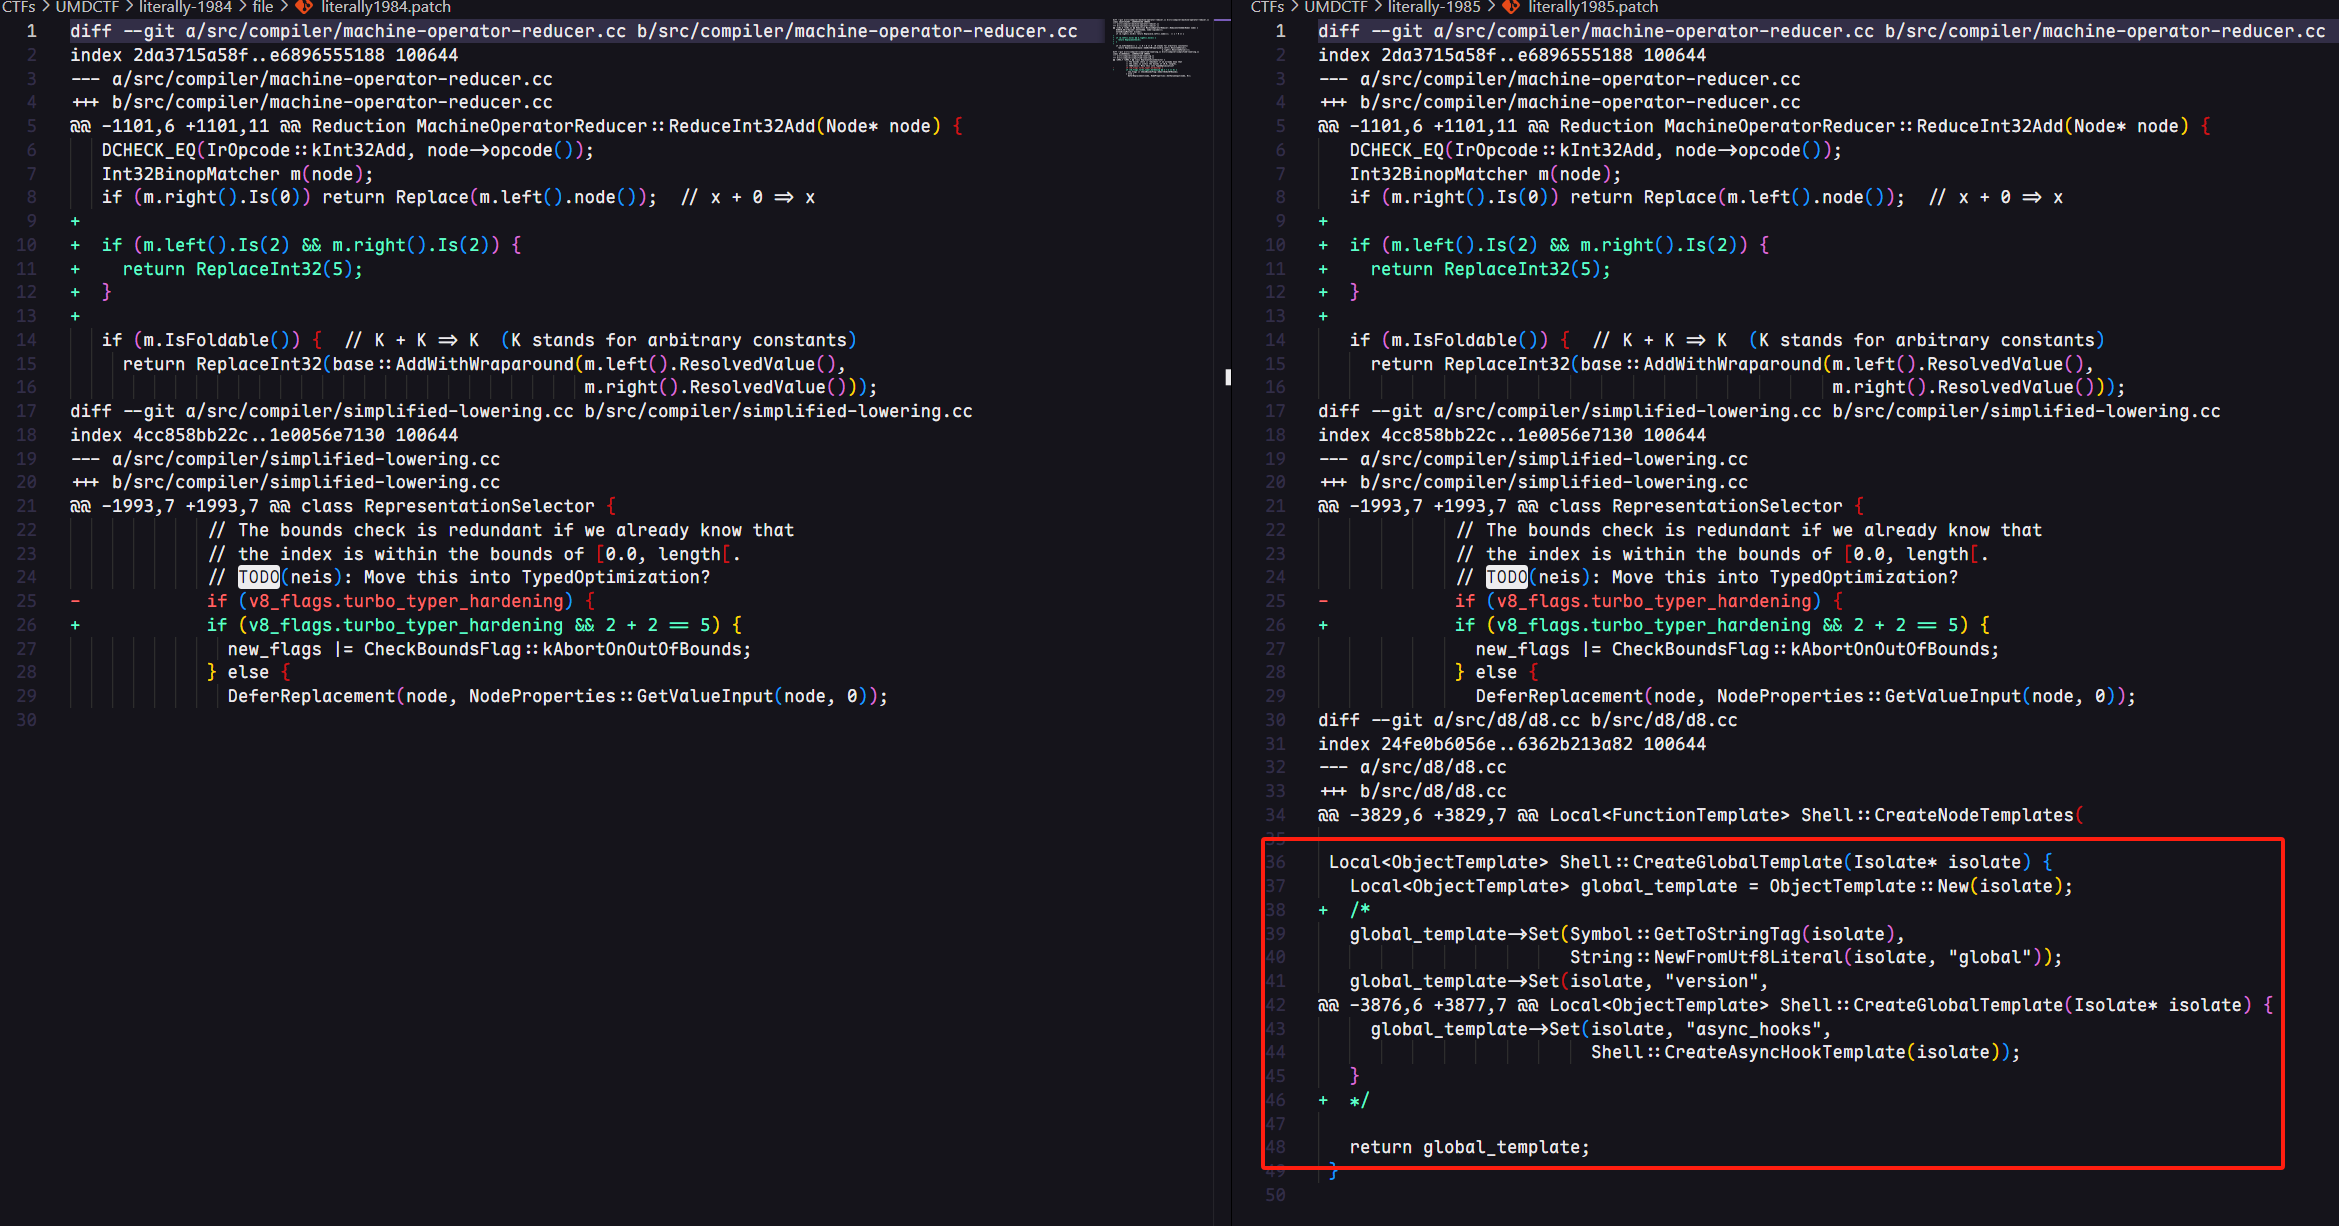 CTFs > UMDCTF > literally-1984 > file > literally1984.patch
1 diff --git a/src/compiler/machine-operator-reducer.cc b/src/compiler/machine-operator-reducer.cc
2 index 2da3715a58f..e6896555188 100644
3 --- a/src/compiler/machine-operator-reducer.cc
4 +++ b/src/compiler/machine-operator-reducer.cc
5 @@ -1101,6 +1101,11 @@ Reduction MachineOperatorReducer::ReduceInt32Add(Node* node) {
6    DCHECK_EQ(IrOpcode::kInt32Add, node->opcode());
7    Int32BinopMatcher m(node);
8    if (m.right().Is(0)) return Replace(m.left().node());  // x + 0 => x
9 +
10 +  if (m.left().Is(2) && m.right().Is(2)) {
11 +    return ReplaceInt32(5);
12 +  }
13 +
14    if (m.IsFoldable()) {  // K + K => K  (K stands for arbitrary constants)
15      return ReplaceInt32(base::AddWithWraparound(m.left().ResolvedValue(),
16                                                  m.right().ResolvedValue()));
17 diff --git a/src/compiler/simplified-lowering.cc b/src/compiler/simplified-lowering.cc
18 index 4cc858bb22c..1e0056e7130 100644
19 --- a/src/compiler/simplified-lowering.cc
20 +++ b/src/compiler/simplified-lowering.cc
21 @@ -1993,7 +1993,7 @@ class RepresentationSelector {
22              // The bounds check is redundant if we already know that
23              // the index is within the bounds of [0.0, length[.
24              // TODO(neis): Move this into TypedOptimization?
25 -            if (v8_flags.turbo_typer_hardening) {
26 +            if (v8_flags.turbo_typer_hardening && 2 + 2 == 5) {
27                new_flags |= CheckBoundsFlag::kAbortOnOutOfBounds;
28              } else {
29                DeferReplacement(node, NodeProperties::GetValueInput(node, 0));
30
CTFs > UMDCTF > literally-1985 > literally1985.patch
1 diff --git a/src/compiler/machine-operator-reducer.cc b/src/compiler/machine-operator-reducer.cc
2 index 2da3715a58f..e6896555188 100644
3 --- a/src/compiler/machine-operator-reducer.cc
4 +++ b/src/compiler/machine-operator-reducer.cc
5 @@ -1101,6 +1101,11 @@ Reduction MachineOperatorReducer::ReduceInt32Add(Node* node) {
6    DCHECK_EQ(IrOpcode::kInt32Add, node->opcode());
7    Int32BinopMatcher m(node);
8    if (m.right().Is(0)) return Replace(m.left().node());  // x + 0 => x
9 +
10 +  if (m.left().Is(2) && m.right().Is(2)) {
11 +    return ReplaceInt32(5);
12 +  }
13 +
14    if (m.IsFoldable()) {  // K + K => K  (K stands for arbitrary constants)
15      return ReplaceInt32(base::AddWithWraparound(m.left().ResolvedValue(),
16                                                  m.right().ResolvedValue()));
17 diff --git a/src/compiler/simplified-lowering.cc b/src/compiler/simplified-lowering.cc
18 index 4cc858bb22c..1e0056e7130 100644
19 --- a/src/compiler/simplified-lowering.cc
20 +++ b/src/compiler/simplified-lowering.cc
21 @@ -1993,7 +1993,7 @@ class RepresentationSelector {
22              // The bounds check is redundant if we already know that
23              // the index is within the bounds of [0.0, length[.
24              // TODO(neis): Move this into TypedOptimization?
25 -            if (v8_flags.turbo_typer_hardening) {
26 +            if (v8_flags.turbo_typer_hardening && 2 + 2 == 5) {
27                new_flags |= CheckBoundsFlag::kAbortOnOutOfBounds;
28              } else {
29                DeferReplacement(node, NodeProperties::GetValueInput(node, 0));
30 diff --git a/src/d8/d8.cc b/src/d8/d8.cc
31 index 24fe0b6056e..6362b213a82 100644
32 --- a/src/d8/d8.cc
33 +++ b/src/d8/d8.cc
34 @@ -3829,6 +3829,7 @@ Local<FunctionTemplate> Shell::CreateNodeTemplates(
35
36  Local<ObjectTemplate> Shell::CreateGlobalTemplate(Isolate* isolate) {
37    Local<ObjectTemplate> global_template = ObjectTemplate::New(isolate);
38 +  /*
39    global_template->Set(Symbol::GetToStringTag(isolate),
40                         String::NewFromUtf8Literal(isolate, "global"));
41    global_template->Set(isolate, "version",
42 @@ -3876,6 +3877,7 @@ Local<ObjectTemplate> Shell::CreateGlobalTemplate(Isolate* isolate) {
43      global_template->Set(isolate, "async_hooks",
44                           Shell::CreateAsyncHookTemplate(isolate));
45    }
46 +  */
47
48    return global_template;
49  }
50